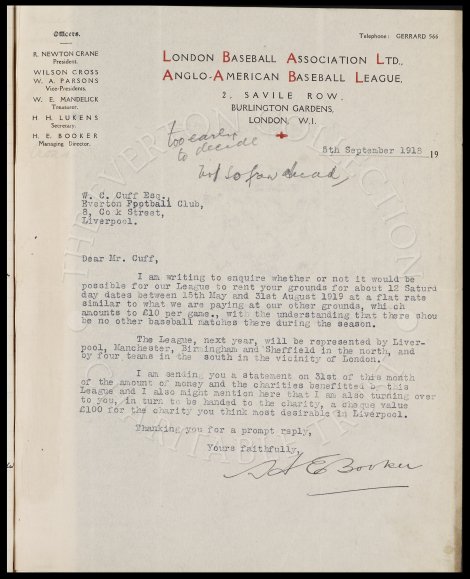 Officers.
R. NEWTON CRANE
President.
WILSON CROSS
W. A. PARSONS
Vice-Presidents.
W. E. MANDELICK
Treasurer.
H. H. LUKENS
Secretary.
H. E. BOOKER
Managing Director.
Telephone: GERRARD 566
LONDON BASEBALL ASSOCIATION LTD.,
ANGLO-AMERICAN BASEBALL LEAGUE.
2, SAVILE ROW,
BURLINGTON GARDENS,
LONDON, W.1.
too early
to decide
not so far ahead,
5th September 1918 19
W. C. Cuff Esq.
Everton Football Club,
8, Cook Street,
Liverpool.
Dear Mr. Cuff,
I am writing to enquire whether or not it would be
possible for our League to rent your grounds for about 12 Saturd
day dates between 15th May and 31st August 1919 at a flat rate
similar to what we are paying at our other grounds, which
amounts to £10 per game., with the understanding that there shou
be no other baseball matches there during the season.
The League, next year, will be represented by Liver-
pool, Manchester, Birmingham and Sheffield in the north, and
by four teams in the south in the vicinity of London.
I am sending you a statement on 31st of this month
of the amount of money and the charities benefitted by this
League and I also might mention here that I am also turning over
to you, in turn to be handed to the charity, a cheque value
£100 for the charity you think most desirable in Liverpool.
Thanking you for a prompt reply,
Yours faithfully,
H E Booker